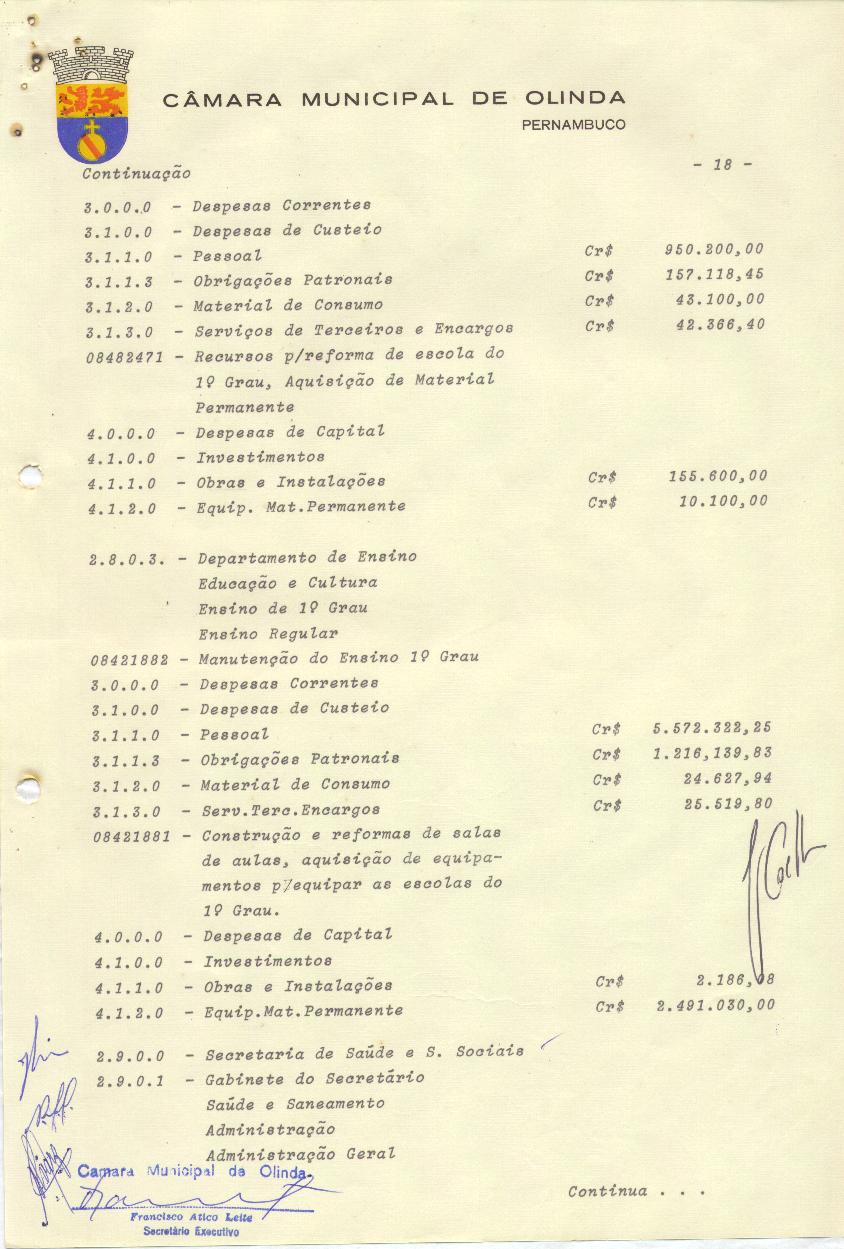 CÂMARA MUNICIPAL DE OLINDA
PERNAMBUCO
- 18 -
Continuação
3.0.0.0 - Despesas Correntes
3.1.0.0 - Despesas de Custeio
3.1.1.0 - Pessoal Cr$ 950.200,00
3.1.1.3 - Obrigações Patronais Cr$ 157.118,45
3.1.2.0 - Material de Consumo Cr$ 43.100,00
3.1.3.0 - Serviços de Terceiros e Encargos Cr$ 42.366,40
08482471 - Recursos p/reforma de escola do
1º Grau, Aquisição de Material
Permanente
4.0.0.0 - Despesas de Capital
4.1.0.0 - Investimentos
4.1.1.0 - Obras e Instalações Cr$ 155.600,00
4.1.2.0 - Equip. Mat.Permanente Cr$ 10.100,00
2.8.0.3. - Departamento de Ensino
Educação e Cultura
Ensino de 1º Grau
Ensino Regular
08421882 - Manutenção do Ensino 1º Grau
3.0.0.0 - Despesas Correntes
3.1.0.0 - Despesas de Custeio
3.1.1.0 - Pessoal Cr$ 5.572.322,25
3.1.1.3 - Obrigações Patronais Cr$ 1.216,139,83
3.1.2.0 - Material de Consumo Cr$ 24.627,94
3.1.3.0 - Serv.Terc.Encargos Cr$ 25.519,80
08421881 - Construção e reformas de salas
de aulas, aquisição de equipa-
mentos p/equipar as escolas do
1º Grau.
4.0.0.0 - Despesas de Capital
4.1.0.0 - Investimentos
4.1.1.0 - Obras e Instalações Cr$ 2.186,08
4.1.2.0 - Equip.Mat.Permanente Cr$ 2.491.030,00
2.9.0.0 - Secretaria de Saúde e S. Sociais
2.9.0.1 - Gabinete do Secretário
Saúde e Saneamento
Administração
Administração Geral
Camara Municipal de Olinda
Continua . . .
Francisco Atico Leite
Secretário Executivo